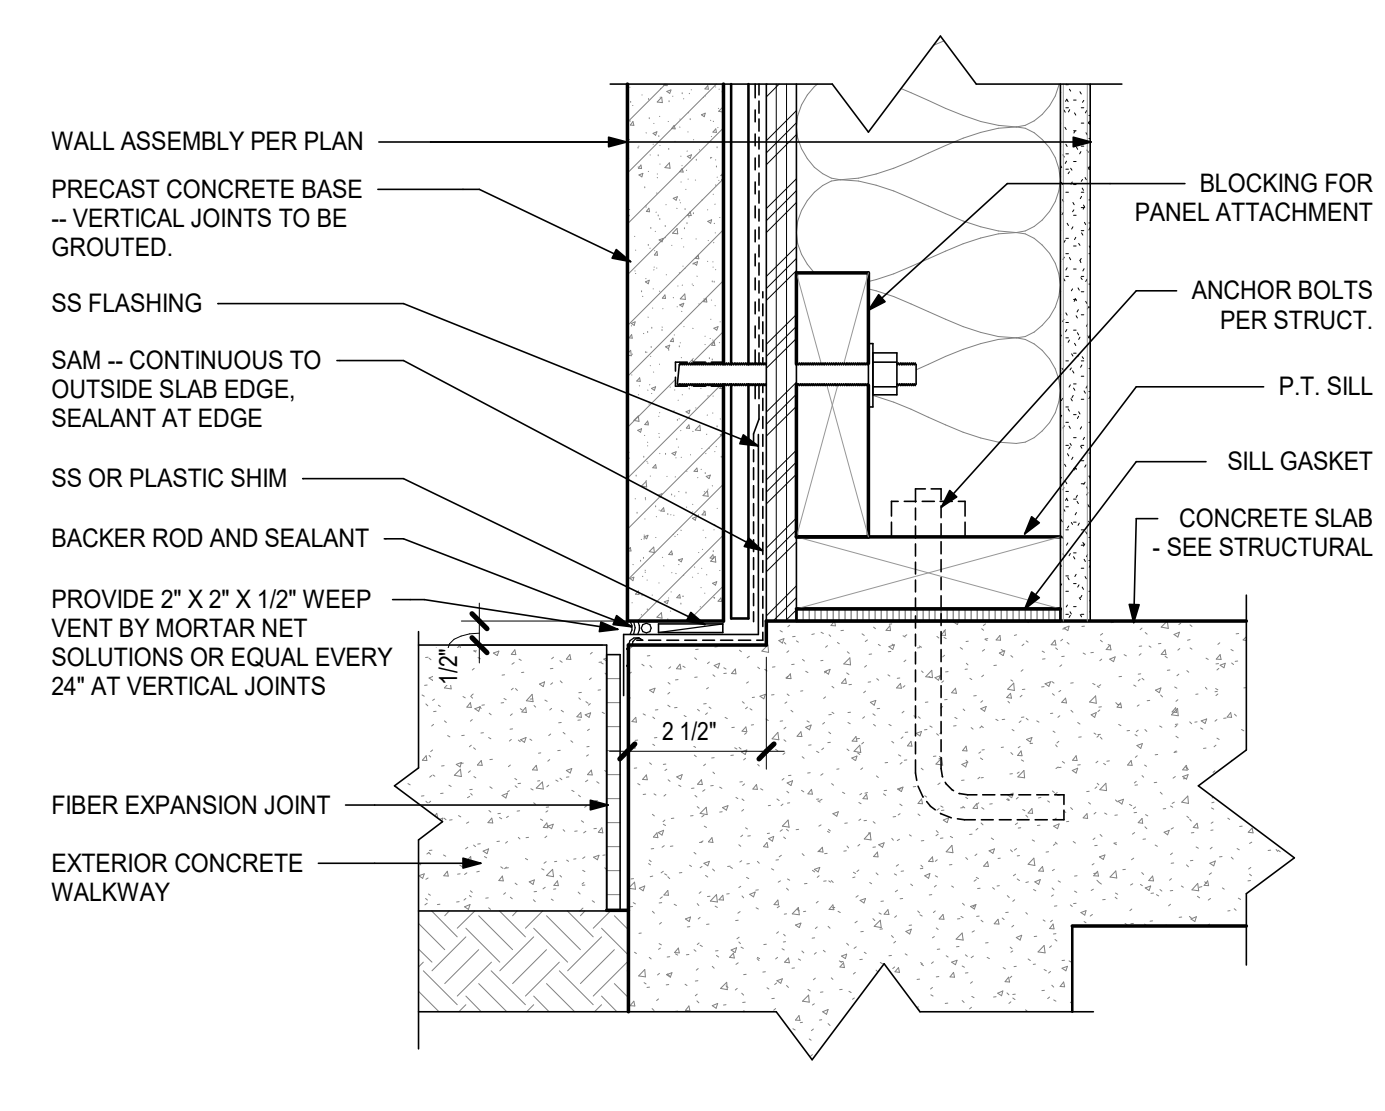 WALL ASSEMBLY PER PLAN
PRECAST CONCRETE BASE
-- VERTICAL JOINTS TO BE
GROUTED.
SS FLASHING
SAM -- CONTINUOUS TO
OUTSIDE SLAB EDGE,
SEALANT AT EDGE
SS OR PLASTIC SHIM
BACKER ROD AND SEALANT
PROVIDE 2" X 2" X 1/2" WEEP
VENT BY MORTAR NET
SOLUTIONS OR EQUAL EVERY
24" AT VERTICAL JOINTS
FIBER EXPANSION JOINT
EXTERIOR CONCRETE
WALKWAY
1/2"
2 1/2"
BLOCKING FOR
PANEL ATTACHMENT
ANCHOR BOLTS
PER STRUCT.
P.T. SILL
SILL GASKET
CONCRETE SLAB
- SEE STRUCTURAL